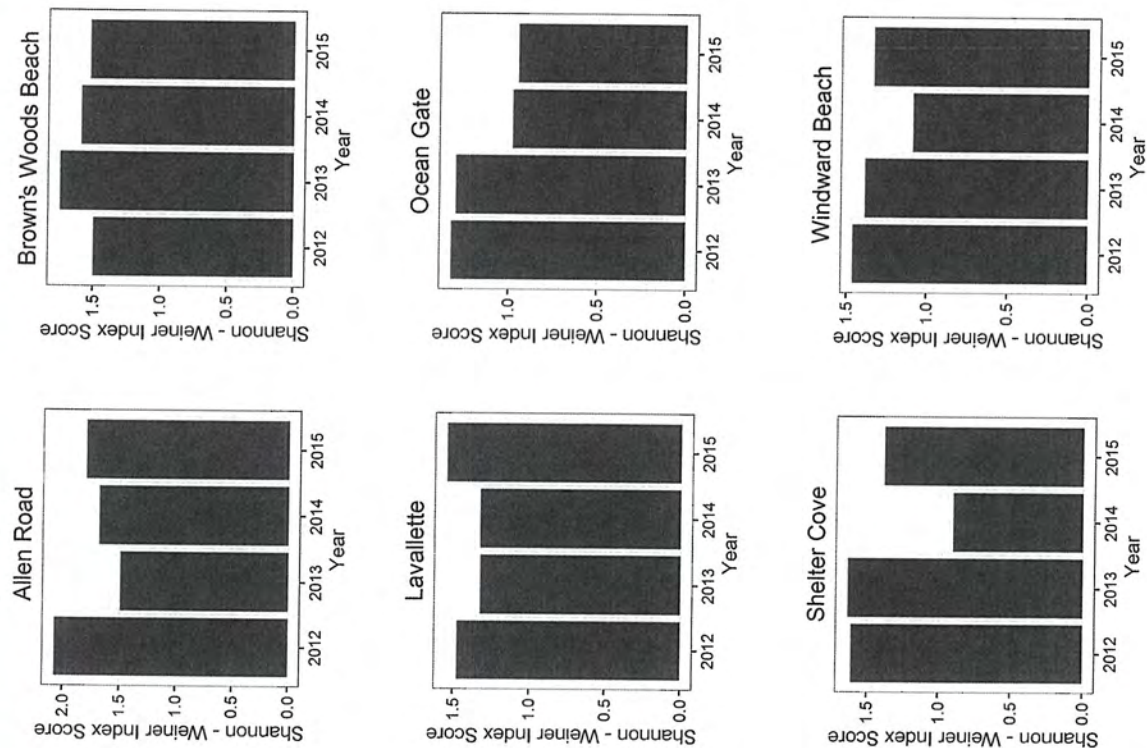 Allen Road
Shannon - Weiner Index Score
2.0
1.5
1.0
0.5
0.0
2012
2013
2014
2015
Year
Brown's Woods Beach
Shannon - Weiner Index Score
1.5
1.0
0.5
0.0
2012
2013
2014
2015
Year
Lavallette
Shannon - Weiner Index Score
1.5
1.0
0.5
0.0
2012
2013
2014
2015
Year
Ocean Gate
Shannon - Weiner Index Score
1.0
0.5
0.0
2012
2013
2014
2015
Year
Shelter Cove
Shannon - Weiner Index Score
1.5
1.0
0.5
0.0
2012
2013
2014
2015
Year
Windward Beach
Shannon - Weiner Index Score
1.5
1.0
0.5
0.0
2012
2013
2014
2015
Year